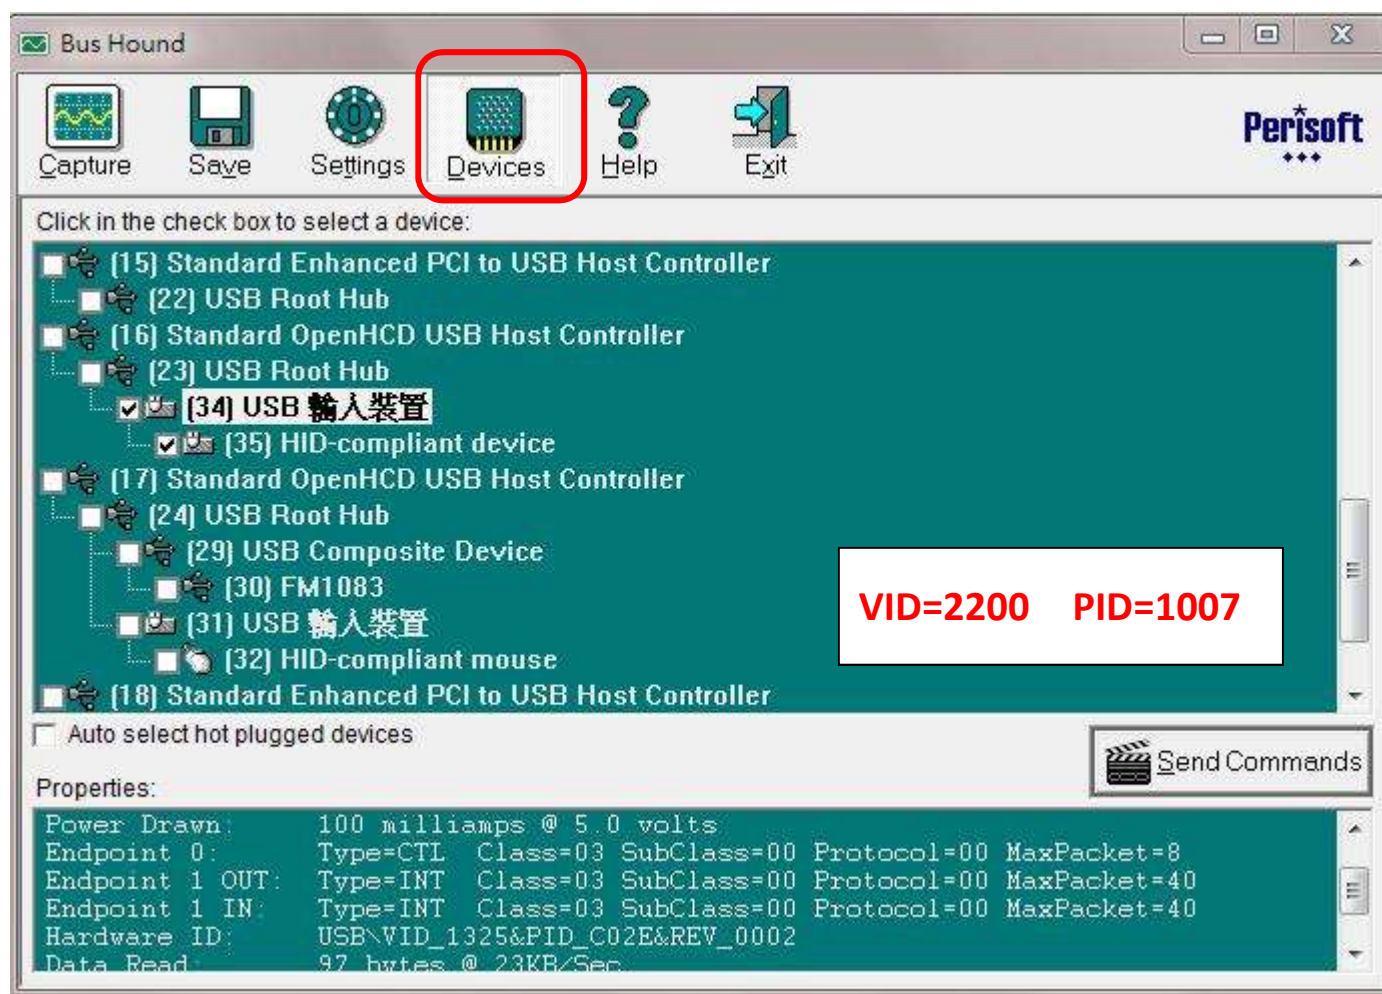 Bus Hound
Capture
Save
Settings
Devices
Help
Exit
Perisoft
Click in the check box to select a device:
(15) Standard Enhanced PCI to USB Host Controller
(22) USB Root Hub
(16) Standard OpenHCD USB Host Controller
(23) USB Root Hub
(34) USB 輸入裝置
(35) HID-compliant device
(17) Standard OpenHCD USB Host Controller
(24) USB Root Hub
(29) USB Composite Device
(30) FM1083
(31) USB 輸入裝置
(32) HID-compliant mouse
(18) Standard Enhanced PCI to USB Host Controller
VID=2200 PID=1007
Auto select hot plugged devices
Send Commands
Properties:
Power Drawn: 100 milliamps @ 5.0 volts
Endpoint 0: Type=CTL Class=03 SubClass=00 Protocol=00 MaxPacket=8
Endpoint 1 OUT: Type=INT Class=03 SubClass=00 Protocol=00 MaxPacket=40
Endpoint 1 IN: Type=INT Class=03 SubClass=00 Protocol=00 MaxPacket=40
Hardware ID: USB\VID_1325&PID_C02E&REV_0002
Data Read: 97 bytes @ 23KB/Sec